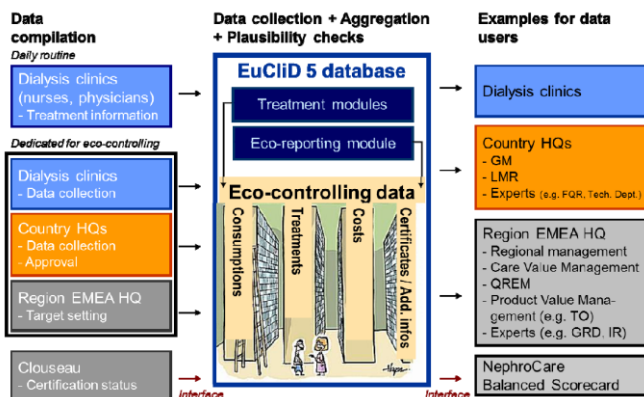 Data
compilation
Daily routine
Dialysis clinics
(nurses, physicians)
- Treatment information
Dedicated for eco-controlling
Dialysis clinics
- Data collection
Country HQs
- Data collection
- Approval
Region EMEA HQ
- Target setting
Clouseau
- Certification status
Interface
Data collection + Aggregation
+ Plausibility checks
EuCliD 5 database
Treatment modules
Eco-reporting module
Eco-controlling data
Consumptions
Treatments
Costs
Certificates / Add. infos
Interface
Examples for data
users
Dialysis clinics
Country HQs
- GM
- LMR
- Experts (e.g. FQR, Tech. Dept.)
Region EMEA HQ
- Regional management
- Care Value Management
- QREM
- Product Value Mana-
gement (e.g. TO)
- Experts (e.g. GRD, IR)
NephroCare
Balanced Scorecard